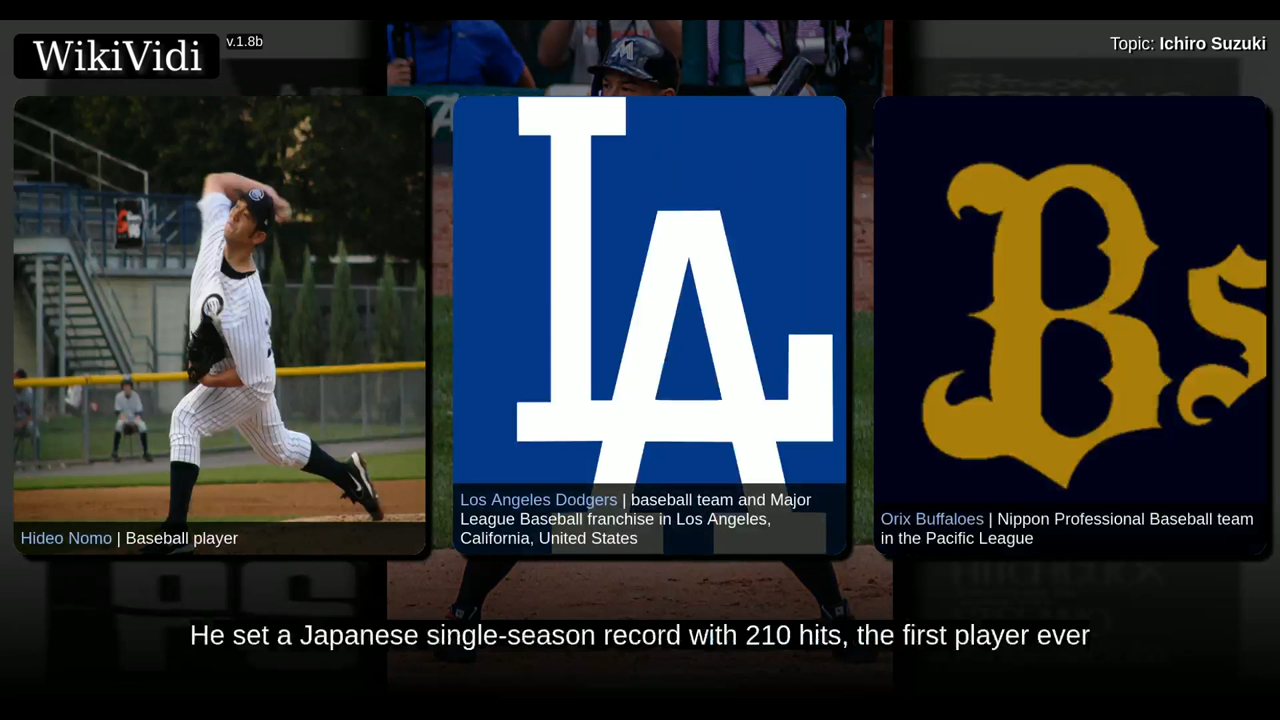 WikiVidi
v.1.8b
Topic: Ichiro Suzuki
LA
Bs
Hideo Nomo | Baseball player
Los Angeles Dodgers | baseball team and Major
League Baseball franchise in Los Angeles,
California, United States
Orix Buffaloes | Nippon Professional Baseball team
in the Pacific League
He set a Japanese single-season record with 210 hits, the first player ever